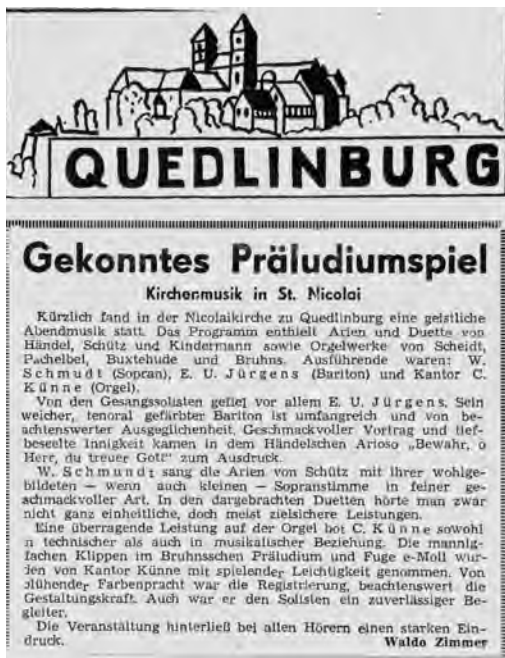 QUEDLINBURG
Gekonntes Präludiumspiel
Kirchenmusik in St. Nicolai
Kürzlich fand in der Nicolaikirche zu Quedlinburg eine geistliche
Abendmusik statt. Das Programm enthielt Arien und Duette von
Händel, Schütz und Kindermann sowie Orgelwerke von Scheidt,
Pachelbel, Buxtehude und Bruhns. Ausführende waren: W.
Schmudt (Sopran), E. U. Jürgens (Bariton) und Kantor C.
Künne (Orgel).
Von den Gesangssolisten gefiel vor allem E. U. Jürgens. Sein
weicher, tenoral gefärbter Bariton ist umfangreich und von be-
achtenswerter Ausgeglichenheit. Geschmackvoller Vortrag und tief-
beseelte Innigkeit kamen in dem Händelschen Arioso „Bewahr, o
Herr, du treuer Gott“ zum Ausdruck.
W. Schmundt sang die Arien von Schütz mit ihrer wohlge-
bildeten — wenn auch kleinen — Sopranstimme in feiner ge-
schmackvoller Art. In den dargebrachten Duetten hörte man zwar
nicht ganz einheitliche, doch meist zielsichere Leistungen.
Eine überragende Leistung auf der Orgel bot C. Künne sowohl
n technischer als auch in musikalischer Beziehung. Die mannig-
fachen Klippen im Bruhnsschen Präludium und Fuge e-Moll wur-
den von Kantor Künne mit spielender Leichtigkeit genommen. Von
blühender Farbenpracht war die Registrierung, beachtenswert die
Gestaltungskraft. Auch war er den Solisten ein zuverlässiger Be-
gleiter.
Die Veranstaltung hinterließ bei allen Hörern einen starken Ein-
druck. Waldo Zimmer